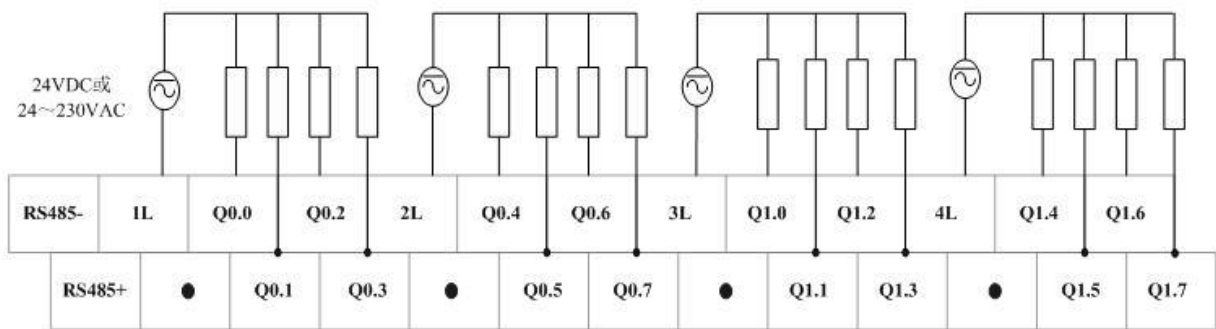 24VDC或
24～230VAC
RS485- 1L Q0.0 Q0.2 2L Q0.4 Q0.6 3L Q1.0 Q1.2 4L Q1.4 Q1.6
RS485+ ● Q0.1 Q0.3 ● Q0.5 Q0.7 ● Q1.1 Q1.3 ● Q1.5 Q1.7